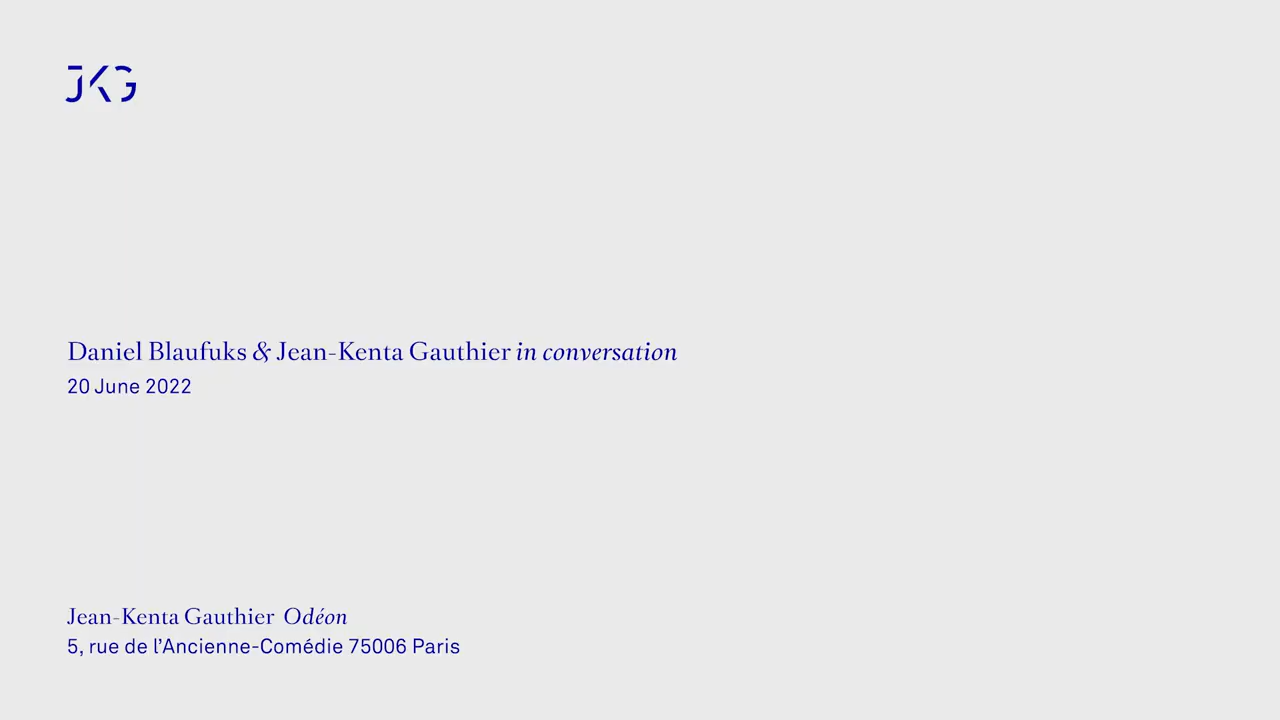 JKG
Daniel Blaufuks & Jean-Kenta Gauthier in conversation
20 June 2022
Jean-Kenta Gauthier Odéon
5, rue de l’Ancienne-Comédie 75006 Paris